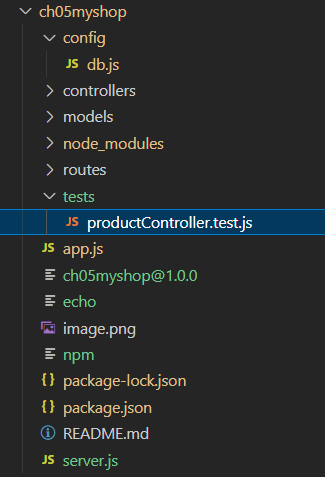 ch05myshop
config
JS db.js
controllers
models
node_modules
routes
tests
JS productController.test.js
JS app.js
ch05myshop@1.0.0
echo
image.png
npm
{} package-lock.json
{} package.json
README.md
JS server.js